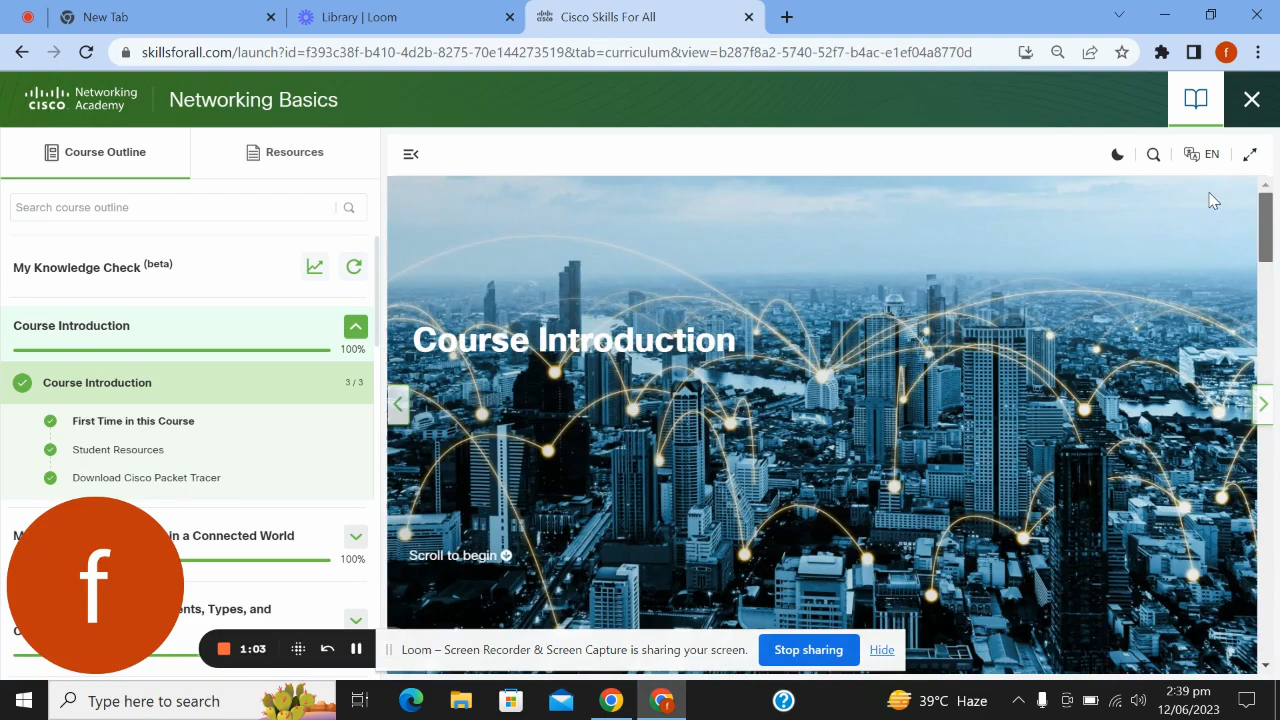 New Tab
Library | Loom
Cisco Skills For All
skillsforall.com/launch?id=f393c38f-b410-4d2b-8275-70e144273519&tab=curriculum&view=b287f8a2-5740-52f7-b4ac-e1ef04a8770d
f
CISCO Networking Academy
Networking Basics
Course Outline
Resources
EN
Search course outline
My Knowledge Check (beta)
Course Introduction
100%
Course Introduction
3 / 3
First Time in this Course
Student Resources
Download Cisco Packet Tracer
Course Introduction
Scroll to begin
in a Connected World
100%
ents, Types, and
f
1:03
Loom – Screen Recorder & Screen Capture is sharing your screen.
Stop sharing
Hide
Type here to search
39°C Haze
2:39 pm
12/06/2023